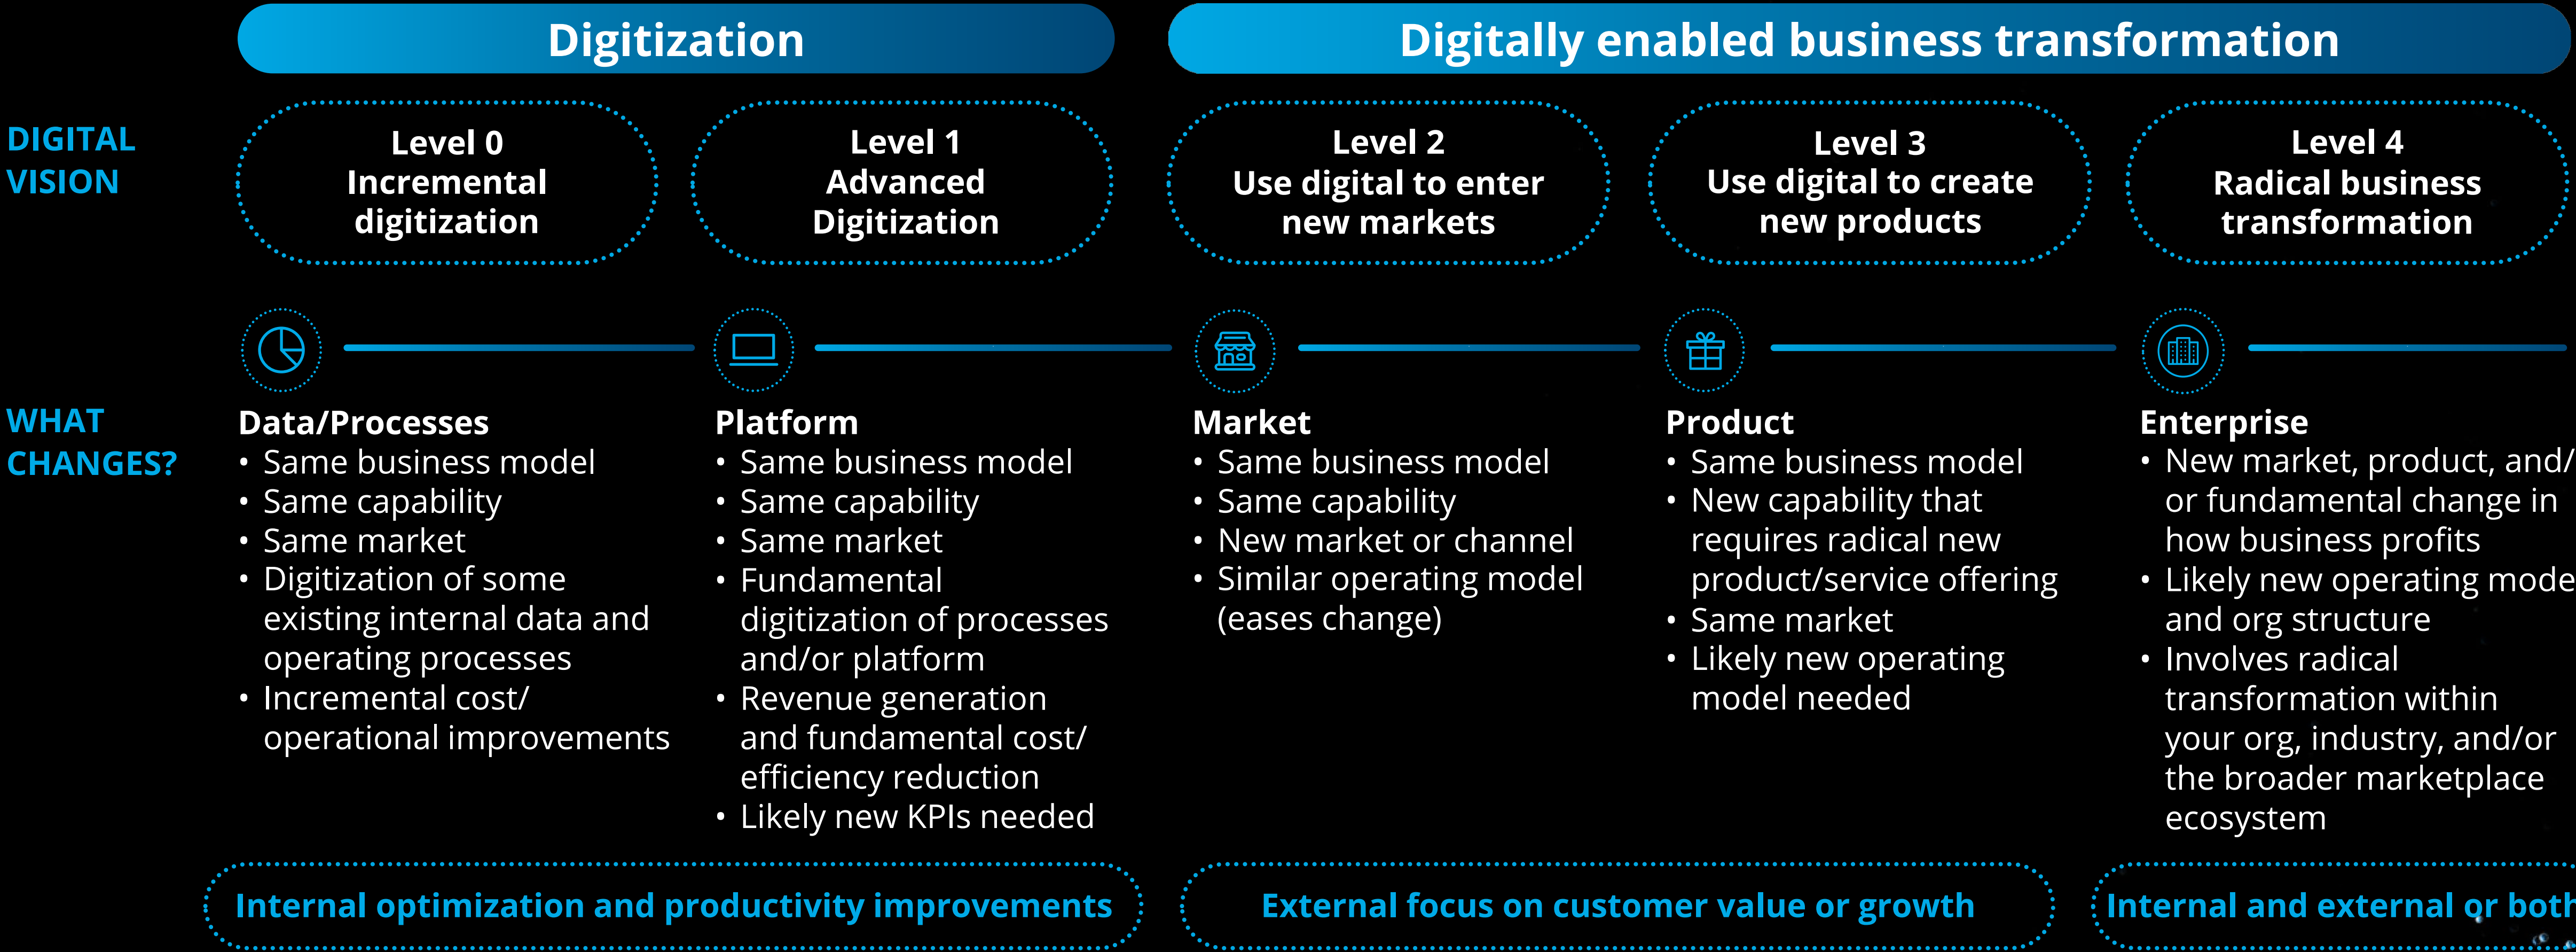 Digitization
Digitally enabled business transformation
DIGITAL
VISION
Level 0
Incremental
digitization
Level 1
Advanced
Digitization
Level 2
Use digital to enter
new markets
Level 3
Use digital to create
new products
Level 4
Radical business
transformation
WHAT
CHANGES?
Data/Processes
• Same business model
• Same capability
• Same market
• Digitization of some
existing internal data and
operating processes
• Incremental cost/
operational improvements
Platform
• Same business model
• Same capability
• Same market
• Fundamental
digitization of processes
and/or platform
• Revenue generation
and fundamental cost/
efficiency reduction
• Likely new KPIs needed
Market
• Same business model
• Same capability
• New market or channel
• Similar operating model
(eases change)
Product
• Same business model
• New capability that
requires radical new
product/service offering
• Same market
• Likely new operating
model needed
Enterprise
• New market, product, and/
or fundamental change in
how business profits
• Likely new operating mode
and org structure
• Involves radical
transformation within
your org, industry, and/or
the broader marketplace
ecosystem
Internal optimization and productivity improvements
External focus on customer value or growth
Internal and external or both